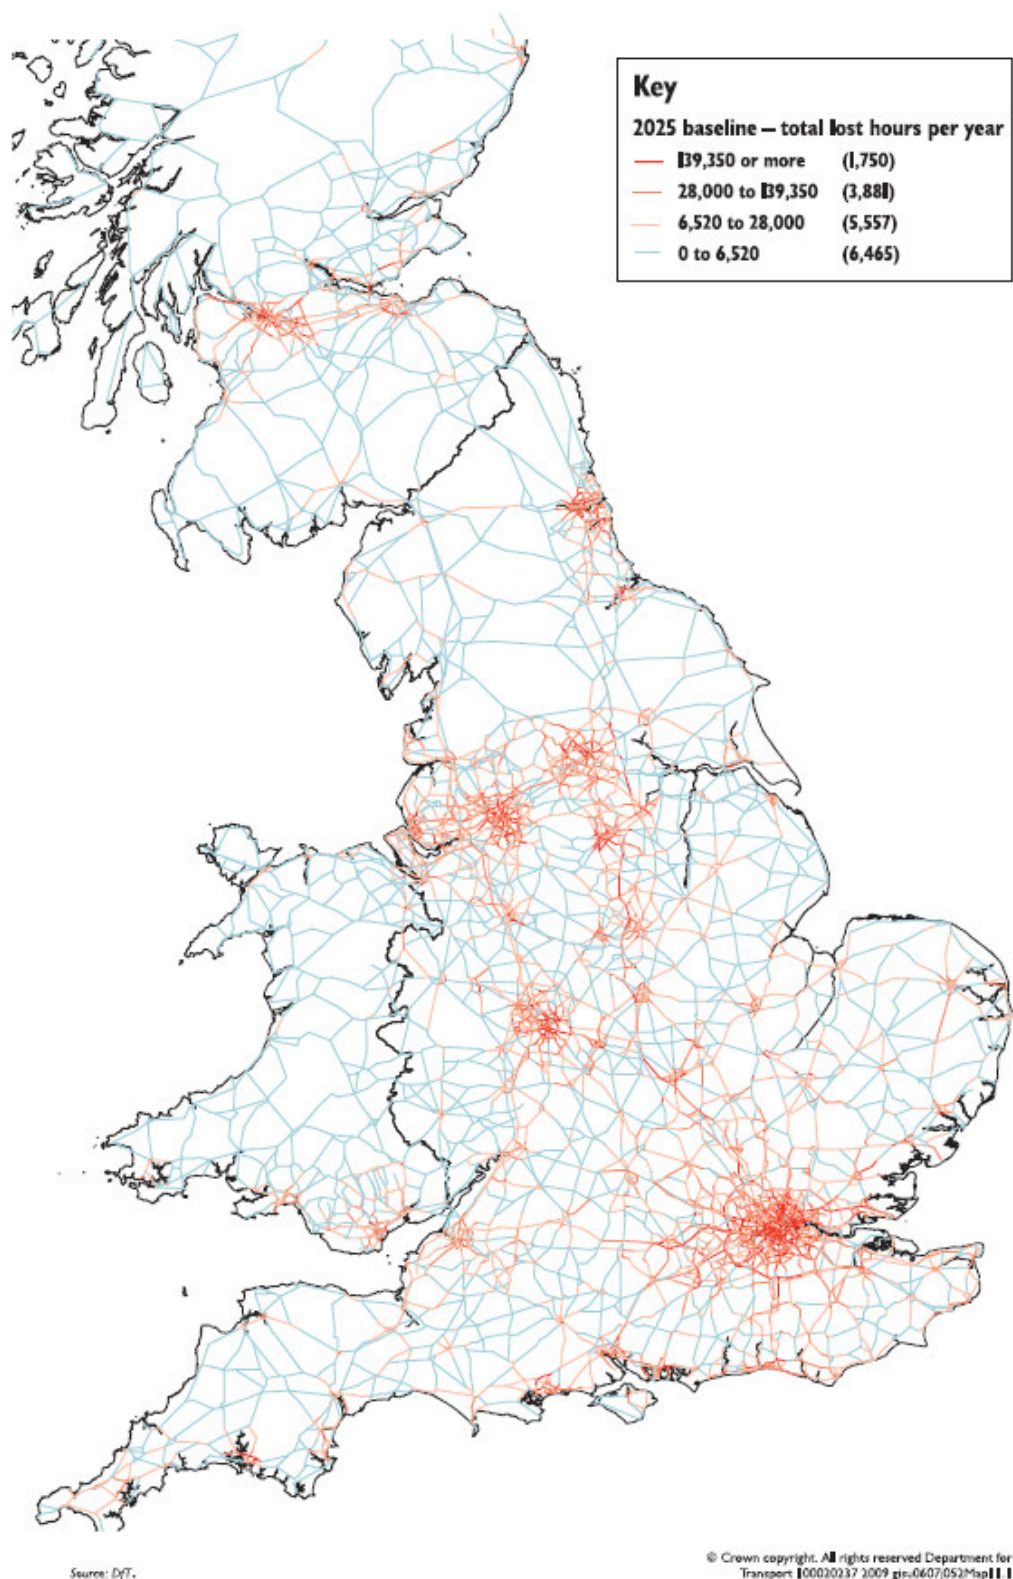 Key
2025 baseline – total lost hours per year
139,350 or more (1,750)
28,000 to 139,350 (3,881)
6,520 to 28,000 (5,557)
0 to 6,520 (6,465)
Source: DfT.
© Crown copyright. All rights reserved Department for
Transport 100020237 2009 gisu0607j052Map11.1